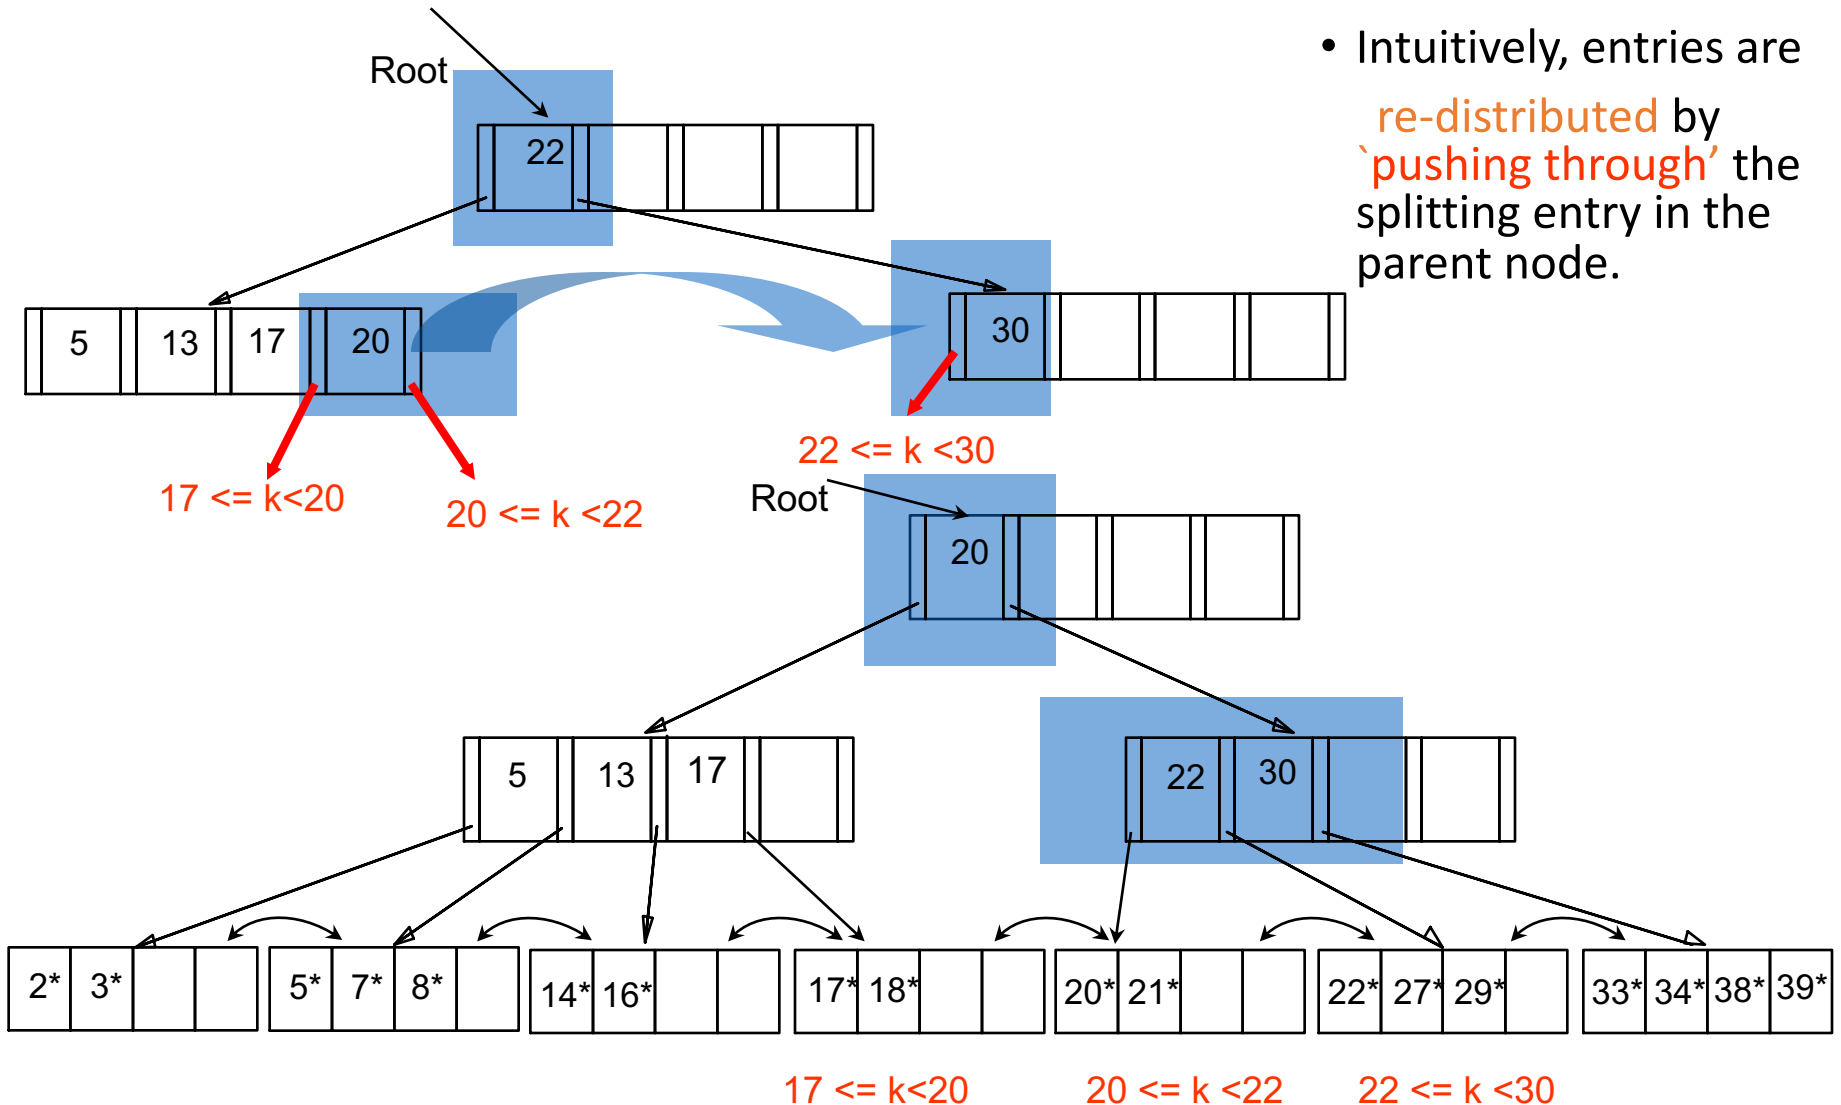 • Intuitively, entries are
re-distributed by
`pushing through' the
splitting entry in the
parent node.
Root
22
5 13 17 20
30
17 <= k<20
20 <= k <22
22 <= k <30
Root
20
5 13 17
22 30
2* 3*
5* 7* 8*
14* 16*
17* 18*
20* 21*
22* 27* 29*
33* 34* 38* 39*
17 <= k<20
20 <= k <22
22 <= k <30